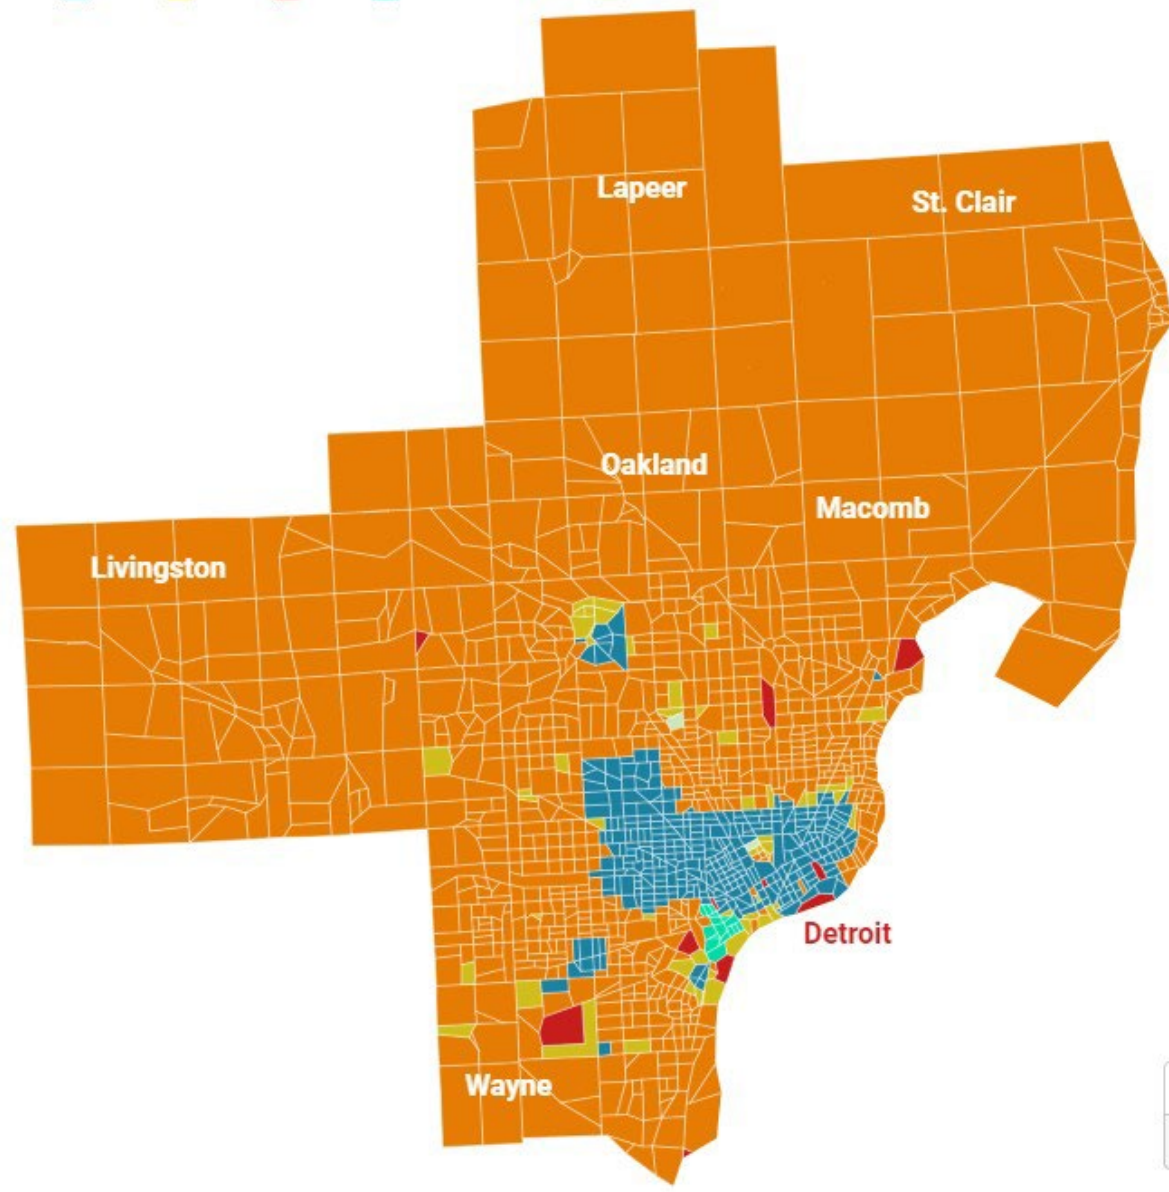 Lapeer
St. Clair
Oakland
Macomb
Livingston
Detroit
Wayne